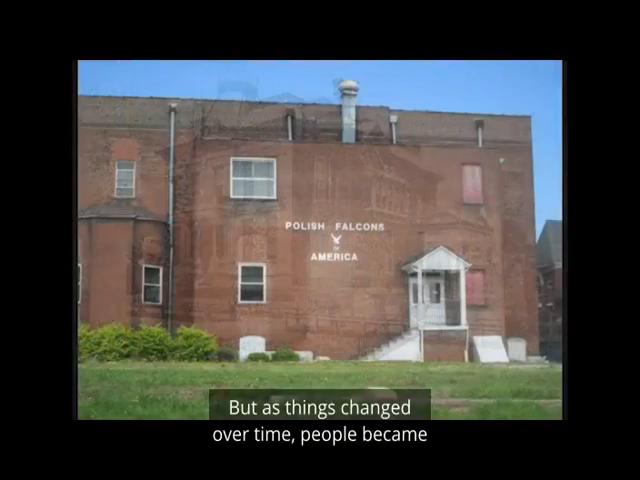 POLISH FALCONS
OF
AMERICA
But as things changed
over time, people became